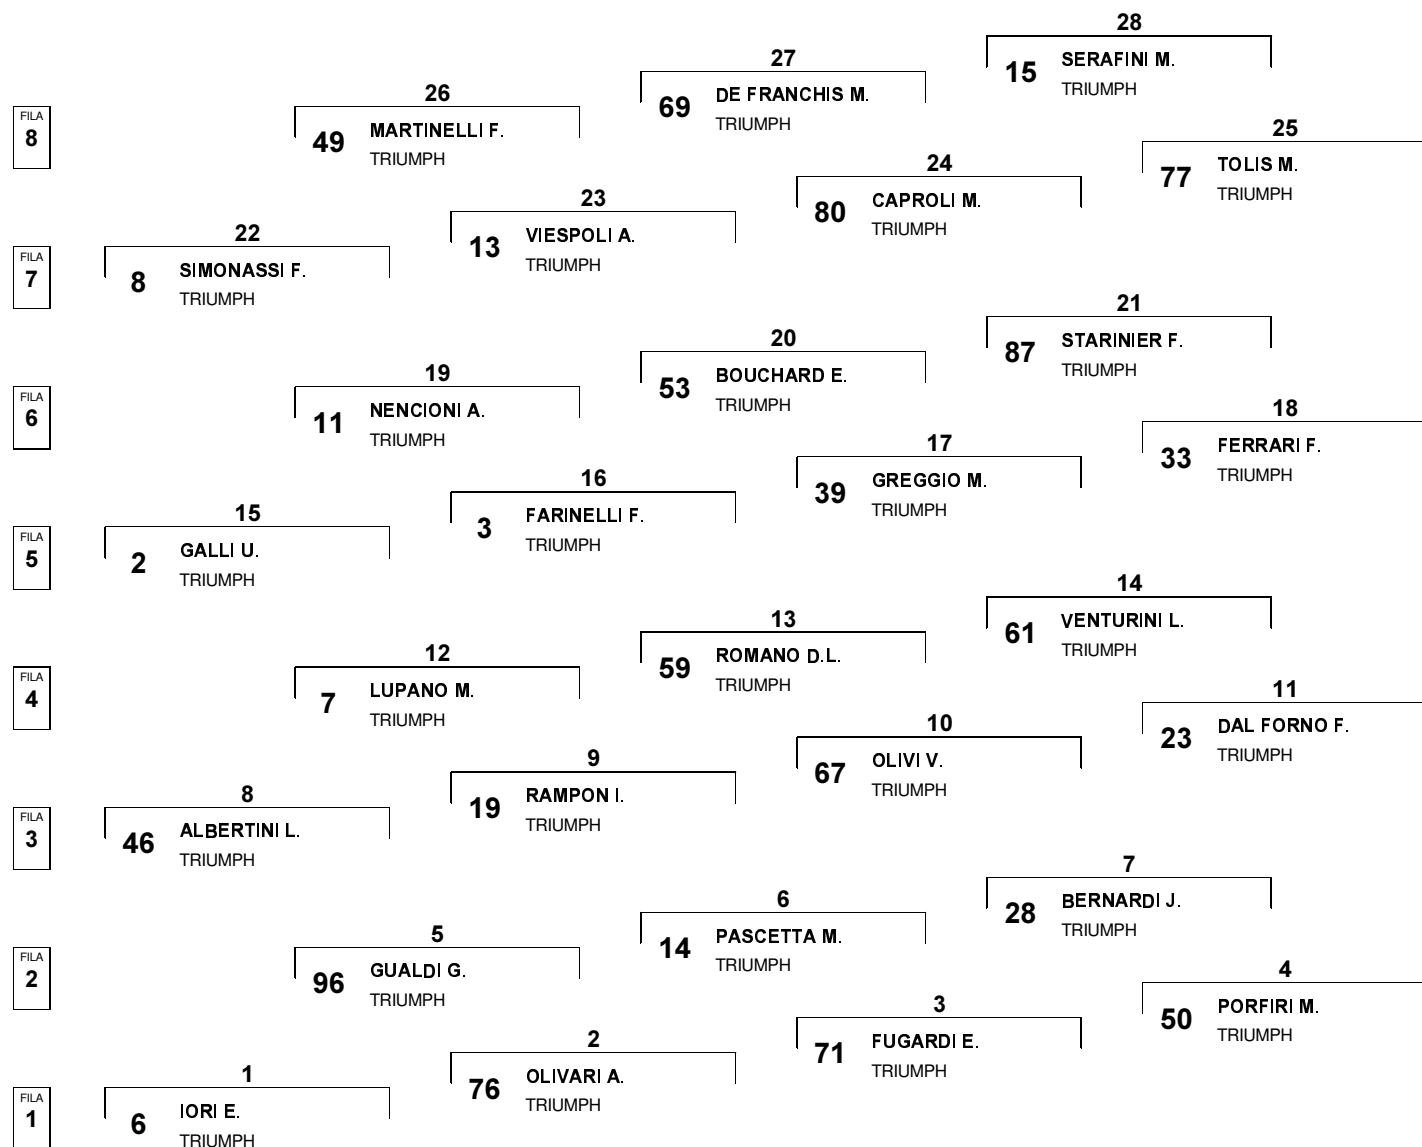 28
15 SERAFINI M.
TRIUMPH
27
69 DE FRANCHIS M.
TRIUMPH
26
49 MARTINELLI F.
TRIUMPH
FILA
8
25
77 TOLIS M.
TRIUMPH
24
80 CAPROLI M.
TRIUMPH
23
13 VIESPOLI A.
TRIUMPH
22
8 SIMONASSI F.
TRIUMPH
FILA
7
21
87 STARINIER F.
TRIUMPH
20
53 BOUCHARD E.
TRIUMPH
19
11 NENCIONI A.
TRIUMPH
FILA
6
18
33 FERRARI F.
TRIUMPH
17
39 GREGGIO M.
TRIUMPH
16
3 FARINELLI F.
TRIUMPH
15
2 GALLI U.
TRIUMPH
FILA
5
14
61 VENTURINI L.
TRIUMPH
13
59 ROMANO D.L.
TRIUMPH
12
7 LUPANO M.
TRIUMPH
FILA
4
11
23 DAL FORNO F.
TRIUMPH
10
67 OLIVI V.
TRIUMPH
9
19 RAMPON I.
TRIUMPH
8
46 ALBERTINI L.
TRIUMPH
FILA
3
7
28 BERNARDI J.
TRIUMPH
6
14 PASCETTA M.
TRIUMPH
5
96 GUALDI G.
TRIUMPH
FILA
2
4
50 PORFIRI M.
TRIUMPH
3
71 FUGARDI E.
TRIUMPH
2
76 OLIVARI A.
TRIUMPH
1
6 IORI E.
TRIUMPH
FILA
1